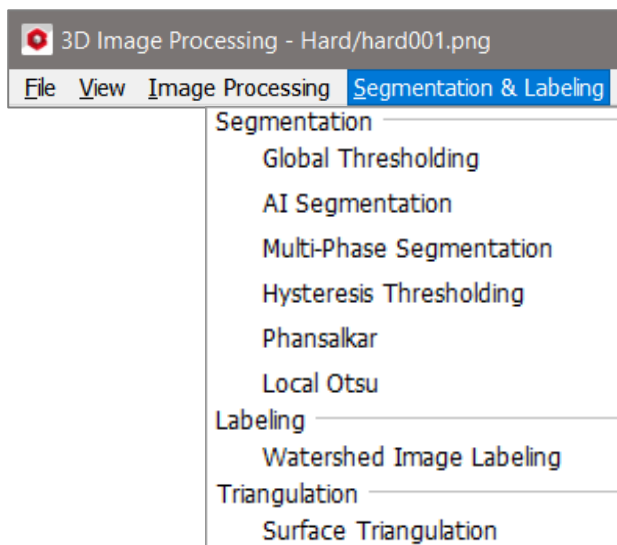 3D Image Processing - Hard/hard001.png
File View Image Processing Segmentation & Labeling
Segmentation
Global Thresholding
AI Segmentation
Multi-Phase Segmentation
Hysteresis Thresholding
Phansalkar
Local Otsu
Labeling
Watershed Image Labeling
Triangulation
Surface Triangulation